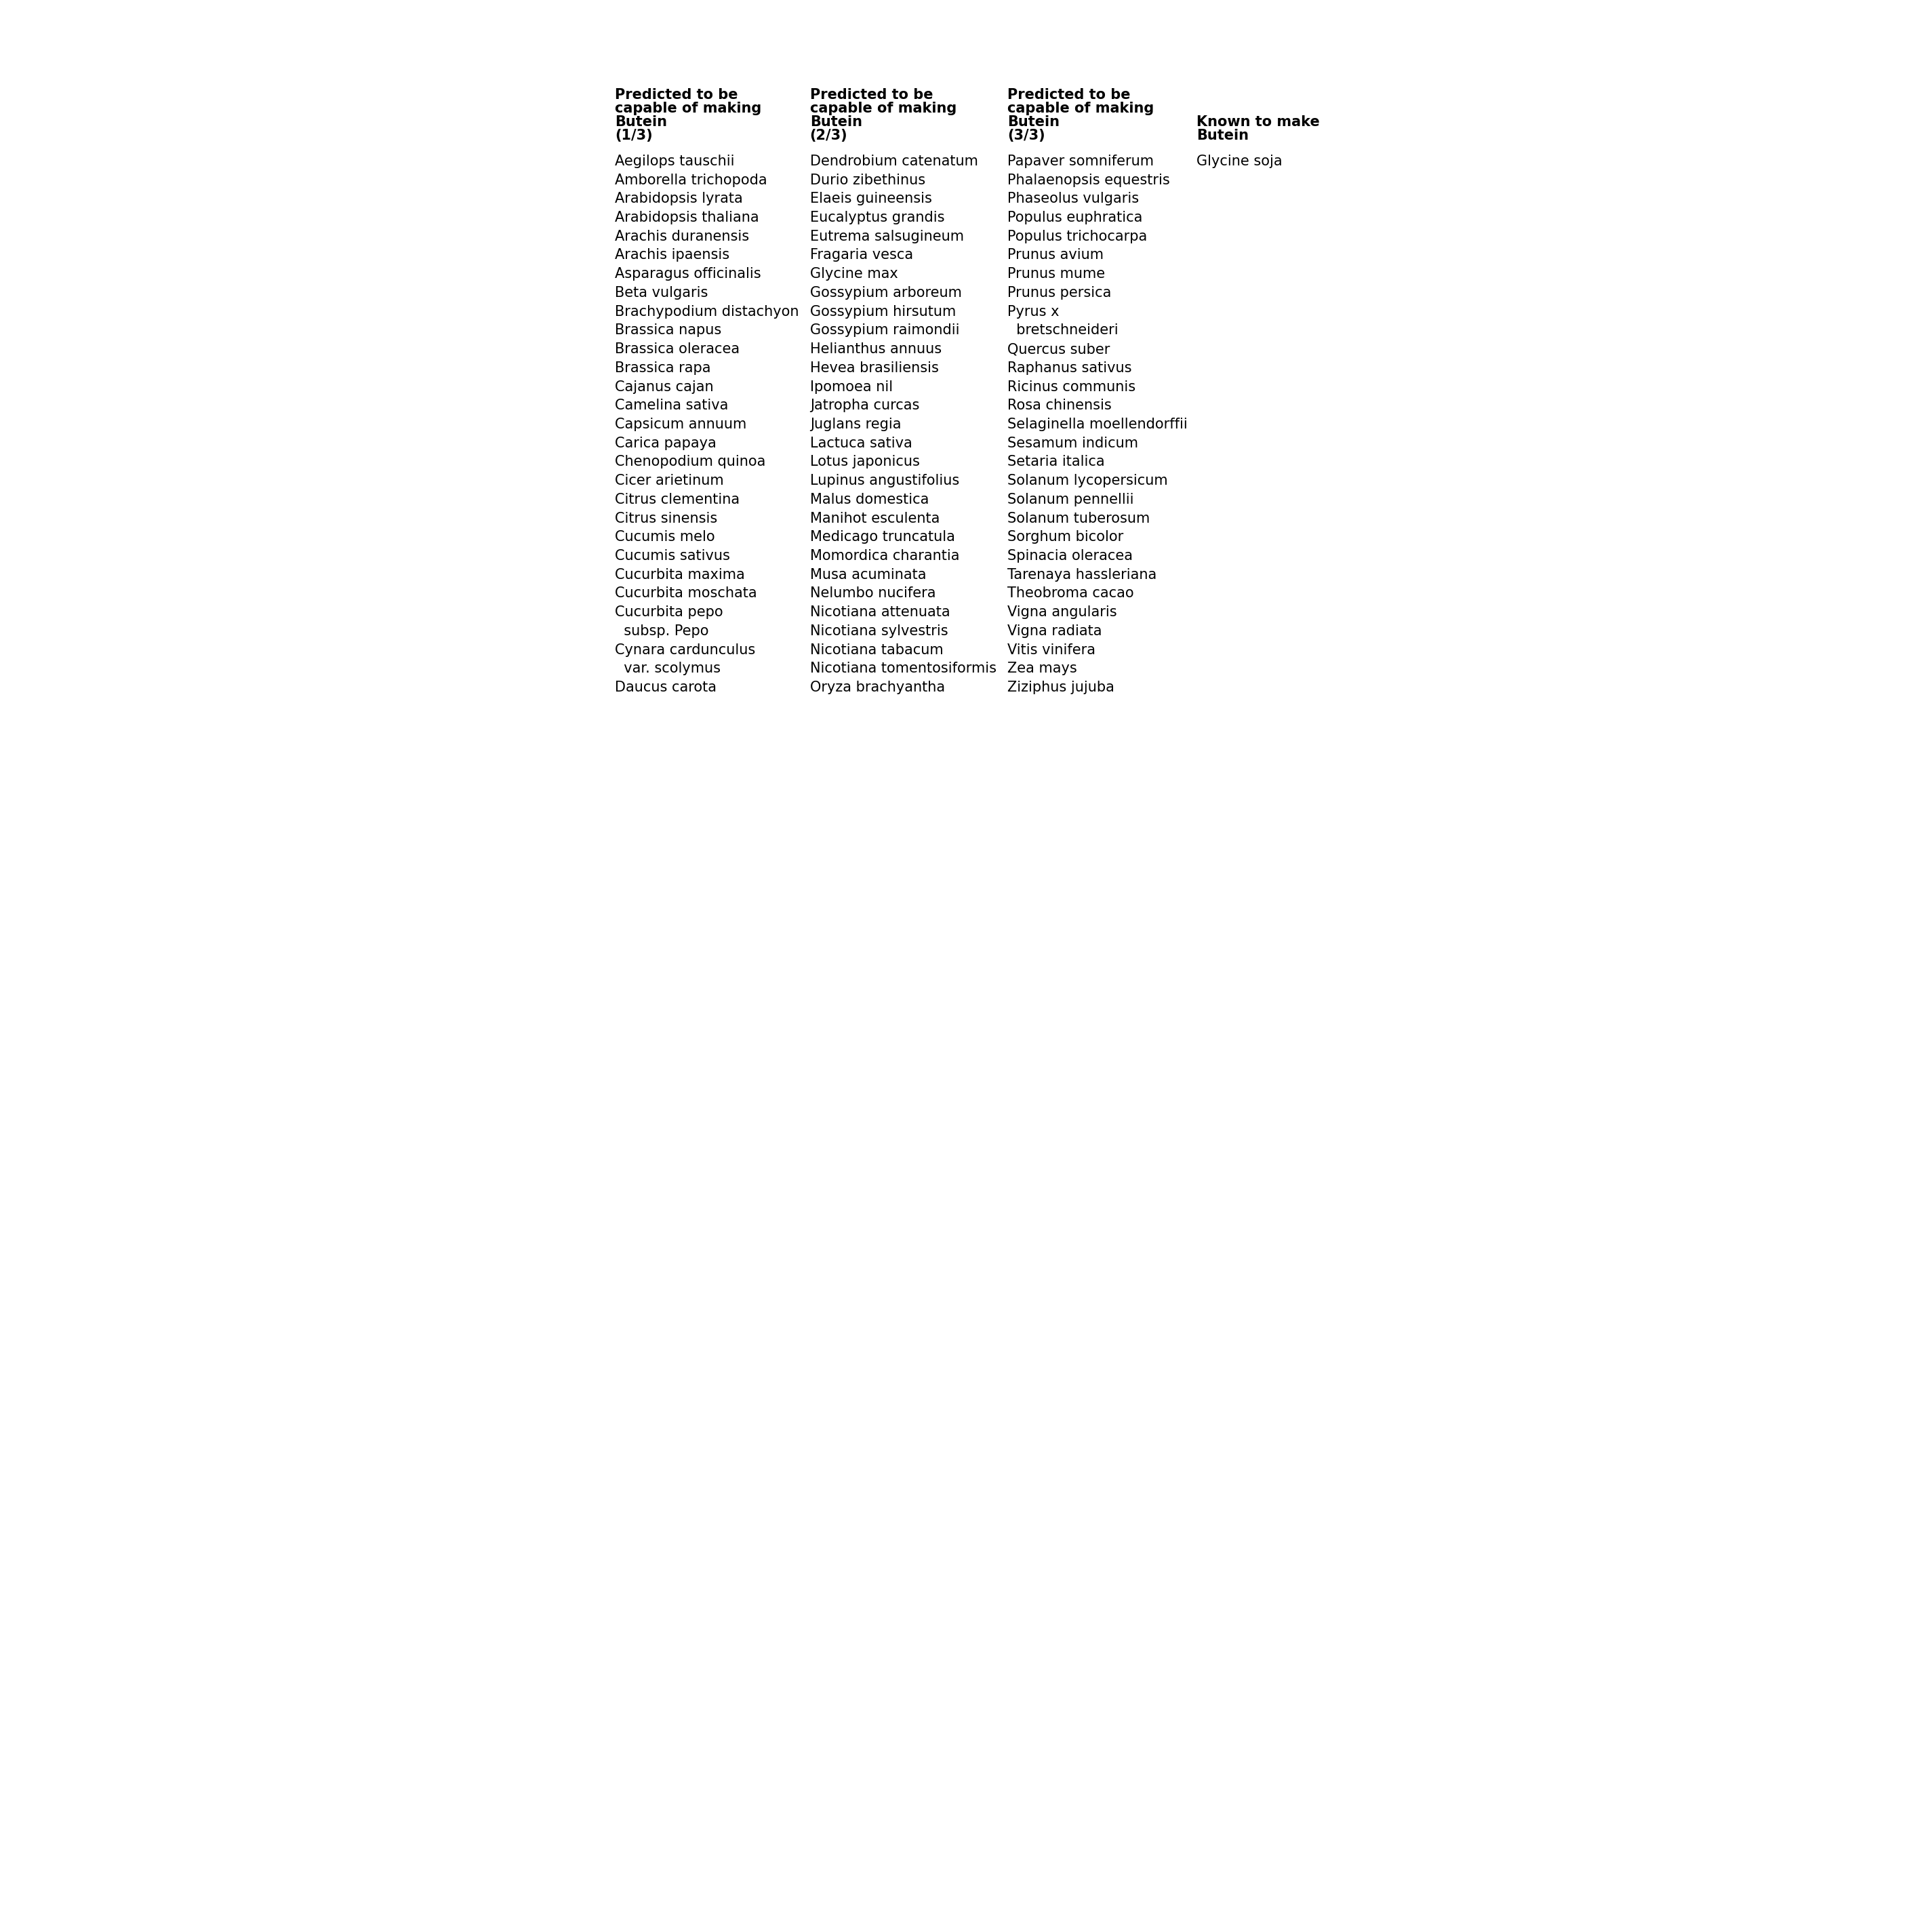 Predicted to be
capable of making
Butein
(1/3)
Aegilops tauschii
Amborella trichopoda
Arabidopsis lyrata
Arabidopsis thaliana
Arachis duranensis
Arachis ipaensis
Asparagus officinalis
Beta vulgaris
Brachypodium distachyon
Brassica napus
Brassica oleracea
Brassica rapa
Cajanus cajan
Camelina sativa
Capsicum annuum
Carica papaya
Chenopodium quinoa
Cicer arietinum
Citrus clementina
Citrus sinensis
Cucumis melo
Cucumis sativus
Cucurbita maxima
Cucurbita moschata
Cucurbita pepo
subsp. Pepo
Cynara cardunculus
var. scolymus
Daucus carota
Predicted to be
capable of making
Butein
(2/3)
Dendrobium catenatum
Durio zibethinus
Elaeis guineensis
Eucalyptus grandis
Eutrema salsugineum
Fragaria vesca
Glycine max
Gossypium arboreum
Gossypium hirsutum
Gossypium raimondii
Helianthus annuus
Hevea brasiliensis
Ipomoea nil
Jatropha curcas
Juglans regia
Lactuca sativa
Lotus japonicus
Lupinus angustifolius
Malus domestica
Manihot esculenta
Medicago truncatula
Momordica charantia
Musa acuminata
Nelumbo nucifera
Nicotiana attenuata
Nicotiana sylvestris
Nicotiana tabacum
Nicotiana tomentosiformis
Oryza brachyantha
Predicted to be
capable of making
Butein
(3/3)
Papaver somniferum
Phalaenopsis equestris
Phaseolus vulgaris
Populus euphratica
Populus trichocarpa
Prunus avium
Prunus mume
Prunus persica
Pyrus x
bretschneideri
Quercus suber
Raphanus sativus
Ricinus communis
Rosa chinensis
Selaginella moellendorffii
Sesamum indicum
Setaria italica
Solanum lycopersicum
Solanum pennellii
Solanum tuberosum
Sorghum bicolor
Spinacia oleracea
Tarenaya hassleriana
Theobroma cacao
Vigna angularis
Vigna radiata
Vitis vinifera
Zea mays
Ziziphus jujuba
Known to make
Butein
Glycine soja